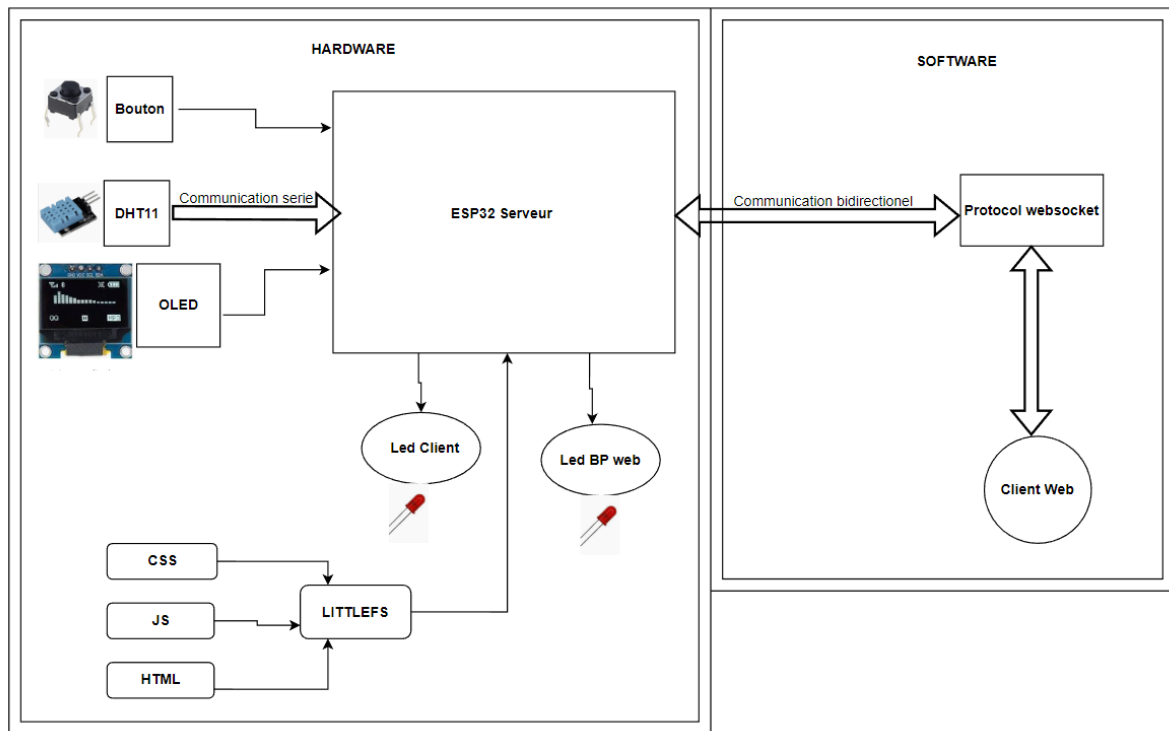 HARDWARE
SOFTWARE
Bouton
DHT11
Communication serie
ESP32 Serveur
Communication bidirectionel
Protocol websocket
OLED
Led Client
Led BP web
Client Web
CSS
JS
LITTLEFS
HTML